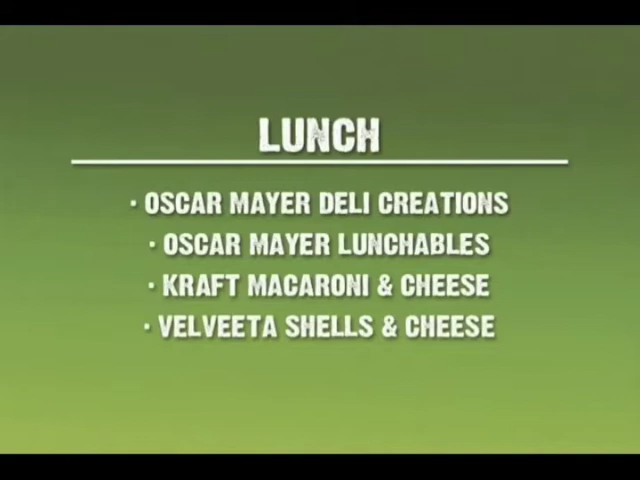 LUNCH
· OSCAR MAYER DELI CREATIONS
· OSCAR MAYER LUNCHABLES
· KRAFT MACARONI & CHEESE
· VELVEETA SHELLS & CHEESE